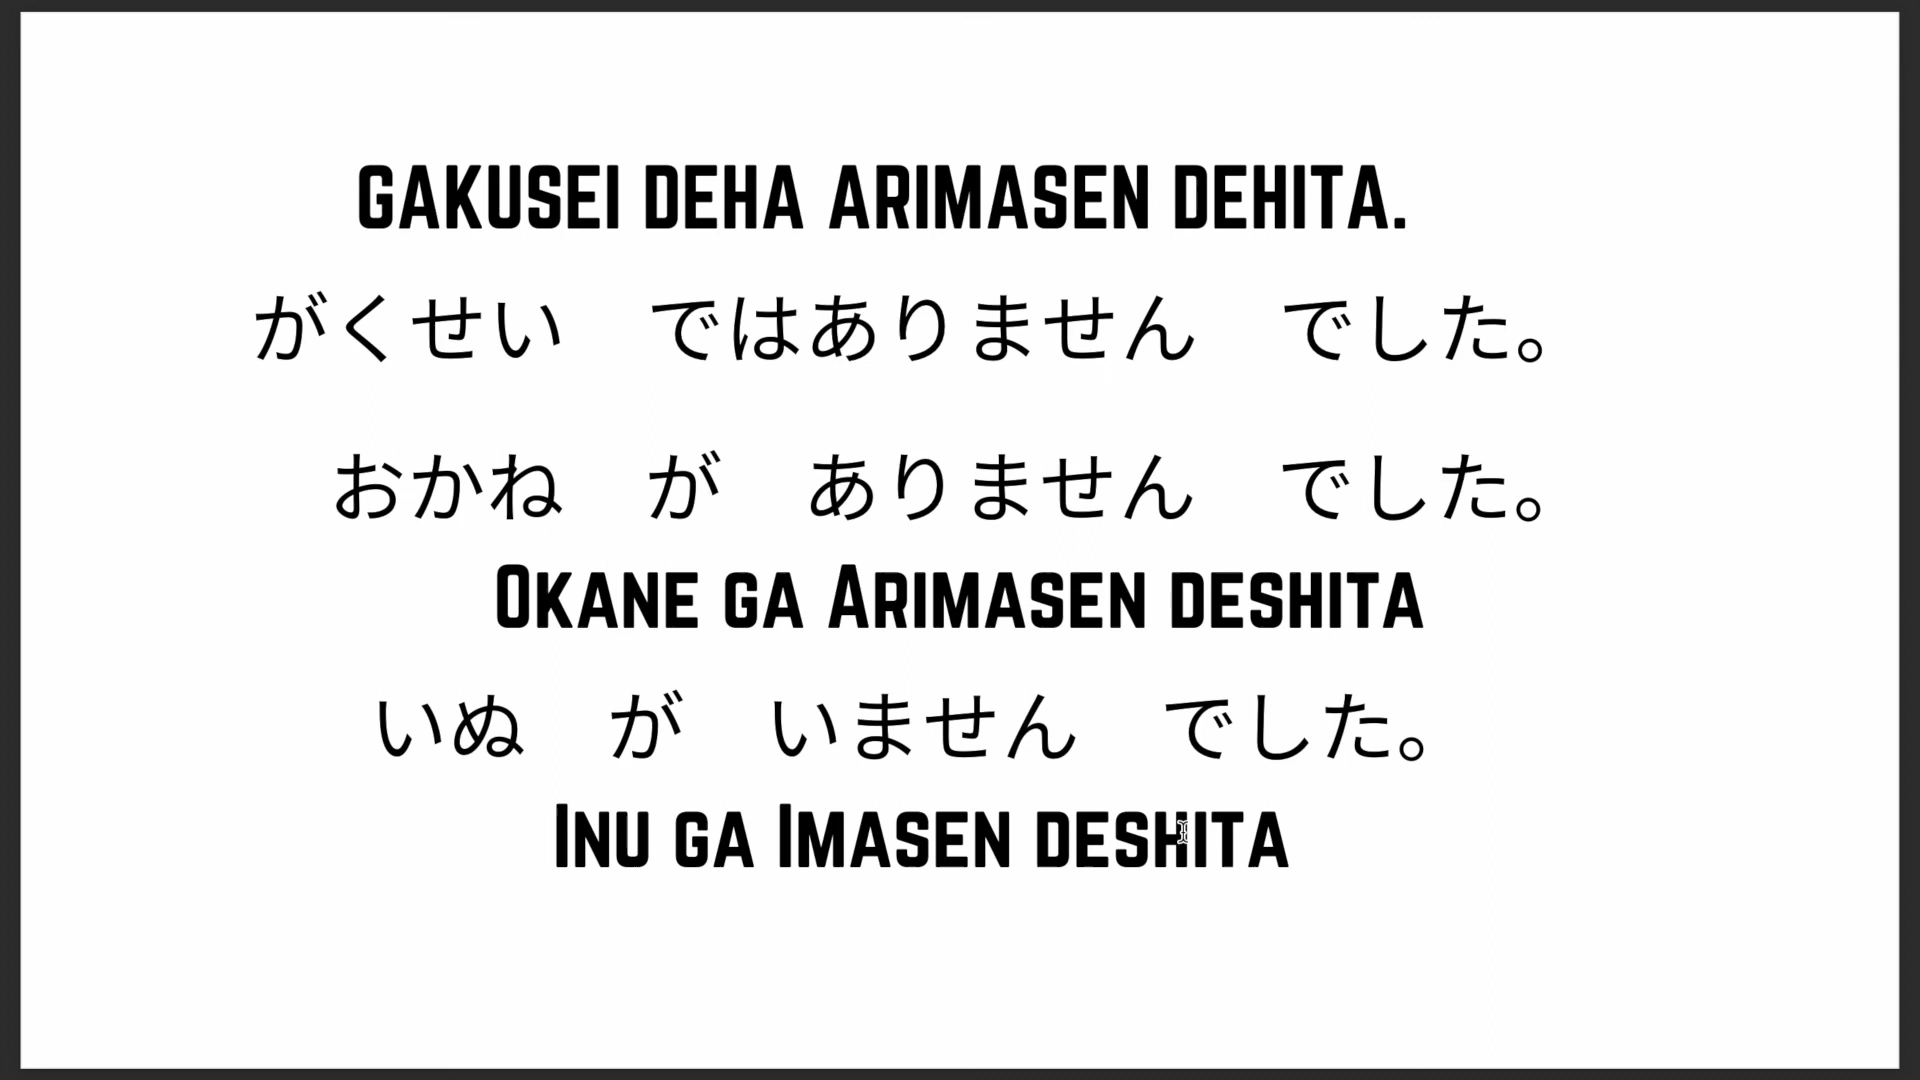 GAKUSEI DEHA ARIMASEN DEHITA.
がくせい　ではありません　でした。
おかね　が　ありません　でした。
OKANE GA ARIMASEN DESHITA
いぬ　が　いません　でした。
INU GA IMASEN DESHITA